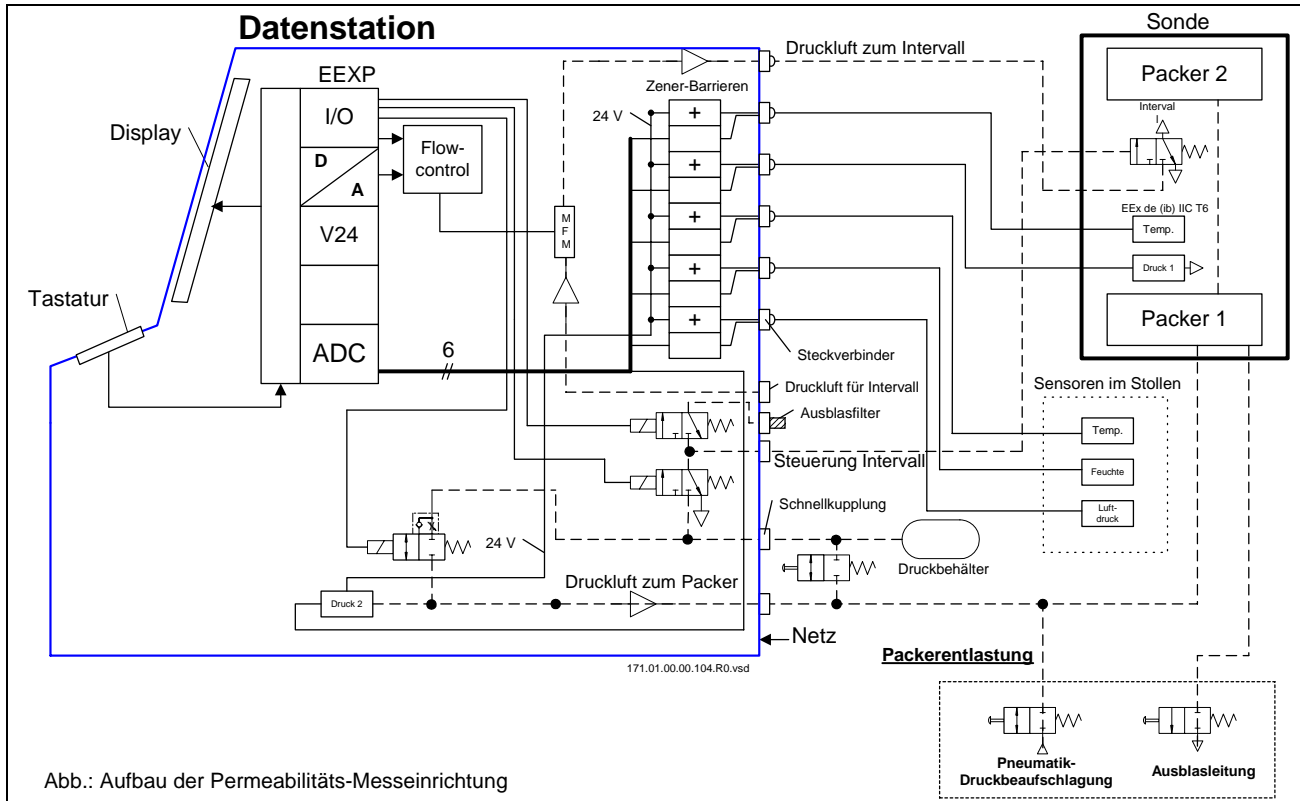 Datenstation
Druckluft zum Intervall
Sonde
EEXP
Zener-Barrieren
Packer 2
I/O
24 V
Interval
l
Display
D
A
Flow-
control
+
+
+
+
+
EEx de (ib) IIC T6
Temp.
V24
M
F
M
Druck 1
Tastatur
Packer 1
ADC
6
Steckverbinder
Druckluft für Intervall
Sensoren im Stollen
Ausblasfilter
Temp.
Steuerung Intervall
Feuchte
Schnellkupplung
Luft-
druck
24 V
Druckbehälter
Druckluft zum Packer
Druck 2
Netz
171.01.00.00.104.R0.vsd
Packerentlastung
Pneumatik-
Druckbeaufschlagung
Ausblasleitung
Abb.: Aufbau der Permeabilitäts-Messeinrichtung